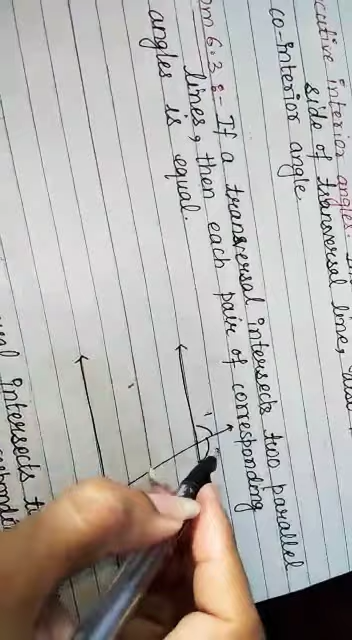 cutive interior angles.
side of transversal line,
co-interior angle.
6.3 :- If a transversal intersects two parallel
lines, then each pair of corresponding
angles is equal.
1
intersects